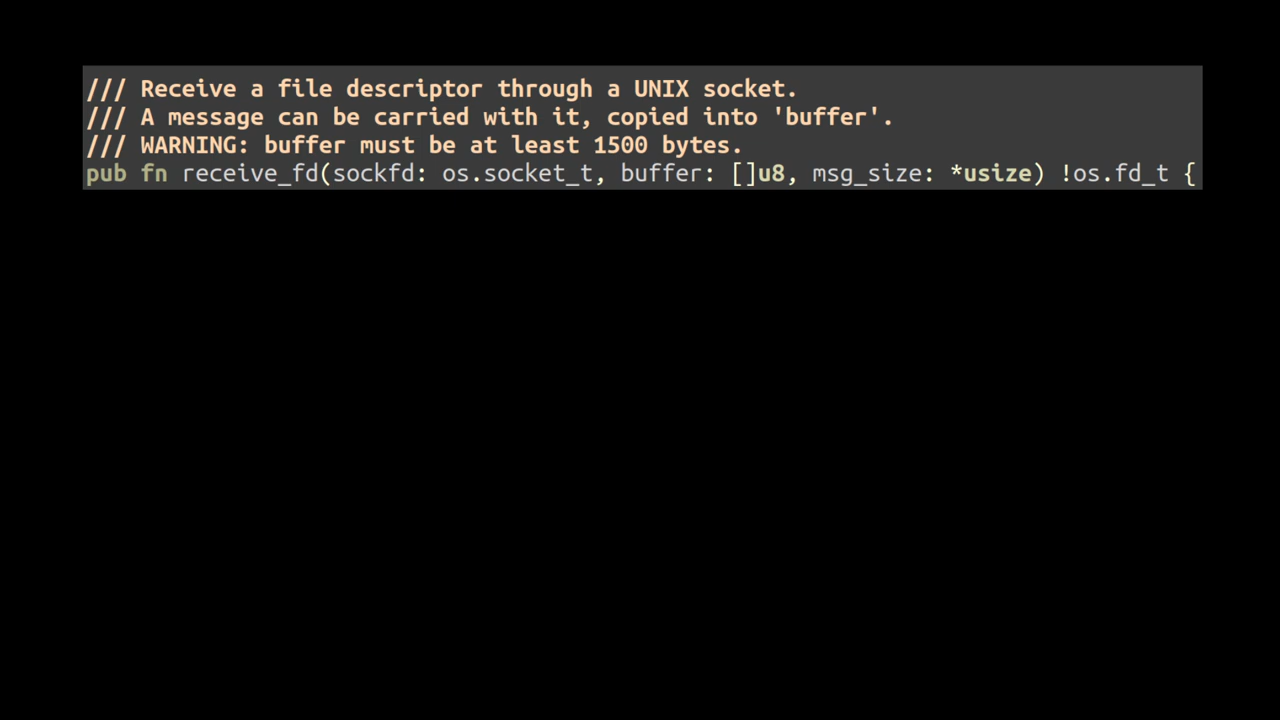 /// Receive a file descriptor through a UNIX socket.
/// A message can be carried with it, copied into 'buffer'.
/// WARNING: buffer must be at least 1500 bytes.
pub fn receive_fd(sockfd: os.socket_t, buffer: []u8, msg_size: *usize) !os.fd_t {